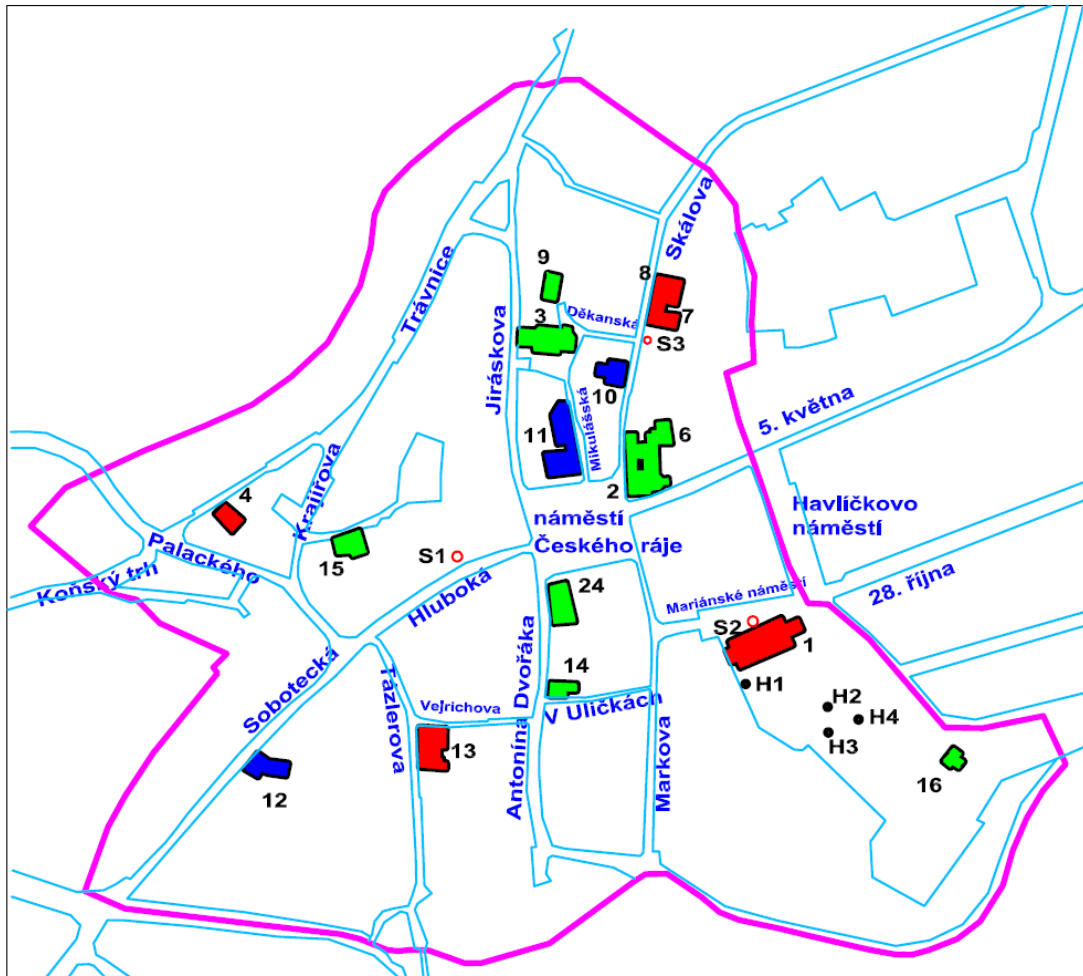 Skálova
9
8
Trávnice
3
Děkanská
7
S3
Jiráskova
10
5. května
11
Mikulášská
6
4
Krajířova
2
Havlíčkovo
náměstí
náměstí
Českého ráje
Palackého
15
S1
Koňský trh
Hluboká
24
Mariánské náměstí
28. října
S2
1
14
H1
Sobotecká
Tázlerova
Vejrichova
Antonína Dvořáka
V Uličkách
H2
H4
H3
13
Markova
16
12